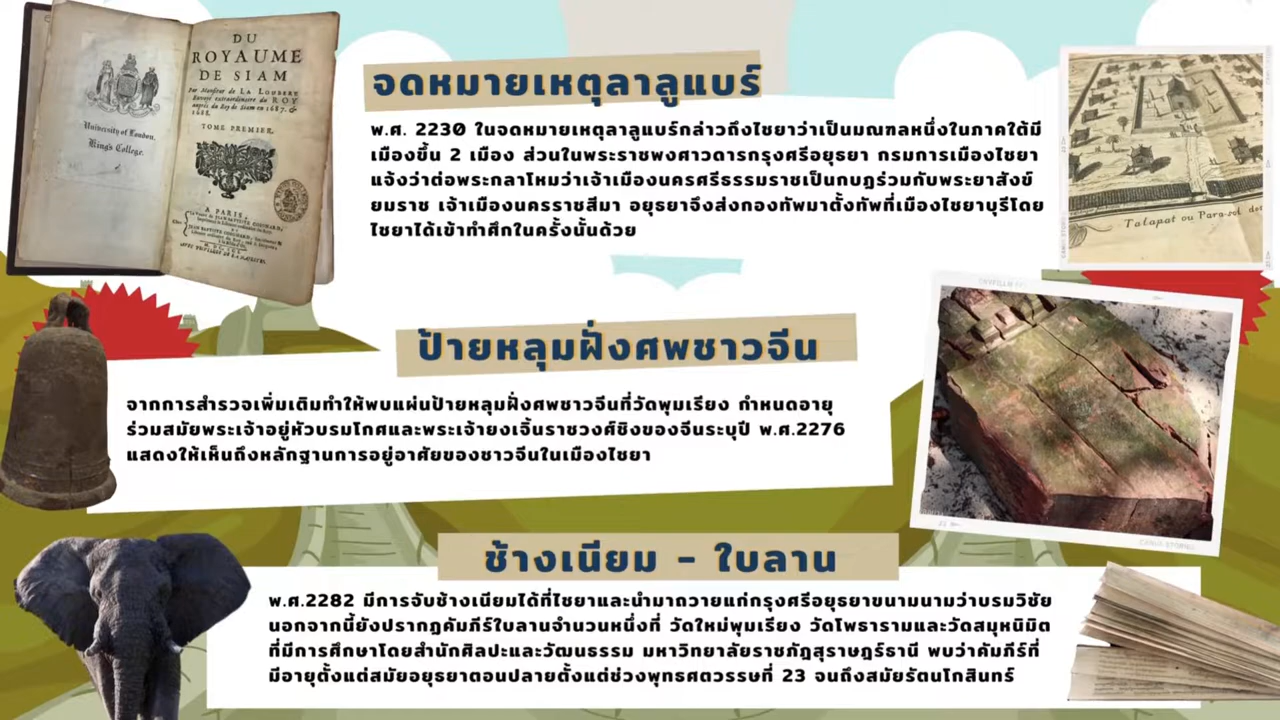 DU
ROYAUME
DE SIAM
Par Monsieur de LA LOUBERE
Envoyé extraordinaire du ROY
auprés du Roy de Siam en 1687. &
1688.
TOME PREMIER.
University of London.
King's College.
A PARIS,
จดหมายเหตุลาลูแบร์
พ.ศ. 2230 ในจดหมายเหตุลาลูแบร์กล่าวถึงไชยาว่าเป็นมณฑลหนึ่งในภาคใต้มี
เมืองขึ้น 2 เมือง ส่วนในพระราชพงศาวดารกรุงศรีอยุธยา กรมการเมืองไชยา
แจ้งว่าต่อพระกลาโหมว่าเจ้าเมืองนครศรีธรรมราชเป็นกบฎร่วมกับพระยาสังข์
ยมราช เจ้าเมืองนครราชสีมา อยุธยาจึงส่งกองทัพมาตั้งทัพที่เมืองไชยาบุรีโดย
ไชยาได้เข้าทำศึกในครั้งนั้นด้วย
Talapat ou Para-sol
ป้ายหลุมฝั่งศพชาวจีน
จากการสำรวจเพิ่มเติมทำให้พบแผ่นป้ายหลุมฝั่งศพชาวจีนที่วัดพุมเรียง กำหนดอายุ
ร่วมสมัยพระเจ้าอยู่หัวบรมโกศและพระเจ้ายงเจิ้นราชวงศ์ชิงของจีนระบุปี พ.ศ.2276
แสดงให้เห็นถึงหลักฐานการอยู่อาศัยของชาวจีนในเมืองไชยา
ช้างเนียม - ใบลาน
พ.ศ.2282 มีการจับช้างเนียมได้ที่ไชยาและนำมาถวายแก่กรุงศรีอยุธยาขนามนามว่าบรมวิชัย
นอกจากนี้ยังปรากฏคัมภีร์ใบลานจำนวนหนึ่งที่ วัดใหม่พุมเรียง วัดโพธารามและวัดสมุหนิมิต
ที่มีการศึกษาโดยสำนักศิลปะและวัฒนธรรม มหาวิทยาลัยราชภัฏสุราษฎร์ธานี พบว่าคัมภีร์ที่
มีอายุตั้งแต่สมัยอยุธยาตอนปลายตั้งแต่ช่วงพุทธศตวรรษที่ 23 จนถึงสมัยรัตนโกสินทร์